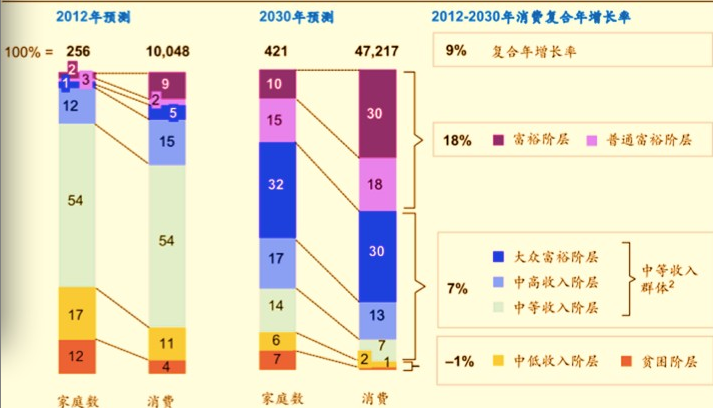 2012年预测
2030年预测
2012-2030年消费复合年增长率
100% =
256
10,048
421
47,217
9% 复合年增长率
2
1
3
12
54
17
12
9
2
5
15
54
11
4
10
15
32
17
14
6
7
30
18
30
13
7
2
1
18% 富裕阶层 普通富裕阶层
7%
大众富裕阶层
中高收入阶层
中等收入阶层
中等收入
群体2
–1% 中低收入阶层 贫困阶层
家庭数
消费
家庭数
消费